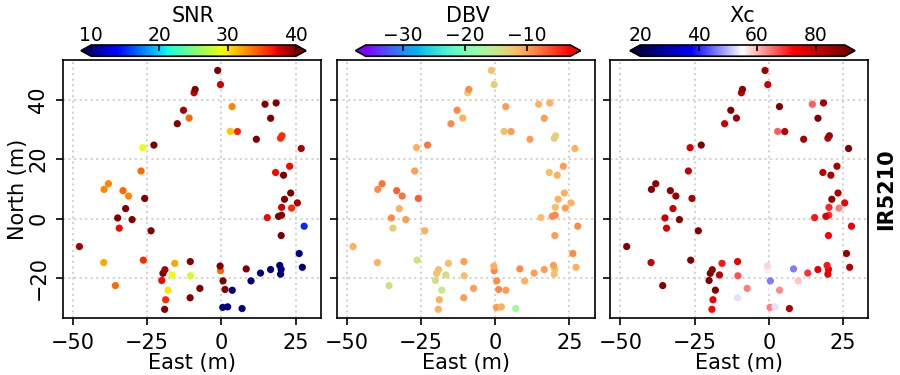 SNR DBV Xc
10 20 30 40 −30 −20 −10 20 40 60 80
40
20
0
−20
North (m)
IR5210
−50 −25 0 25 −50 −25 0 25 −50 −25 0 25
East (m) East (m) East (m)